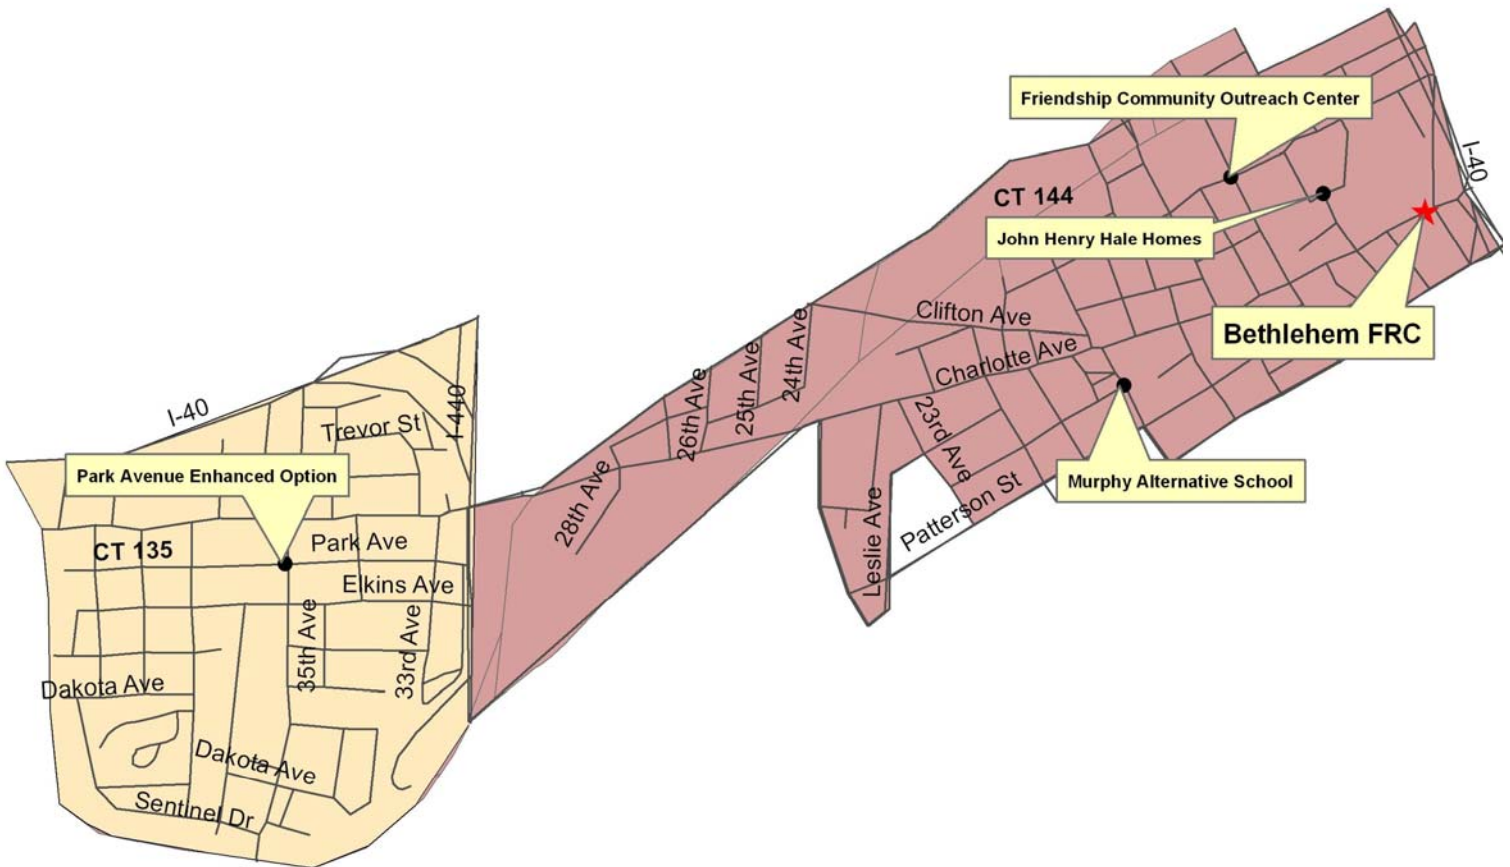 Friendship Community Outreach Center
I-40
CT 144
John Henry Hale Homes
Bethlehem FRC
Clifton Ave
Charlotte Ave
24th Ave
25th Ave
26th Ave
23rd Ave
28th Ave
Leslie Ave
Patterson St
Murphy Alternative School
I-40
I-440
Trevor St
Park Avenue Enhanced Option
CT 135
Park Ave
Elkins Ave
35th Ave
33rd Ave
Dakota Ave
Dakota Ave
Sentinel Dr